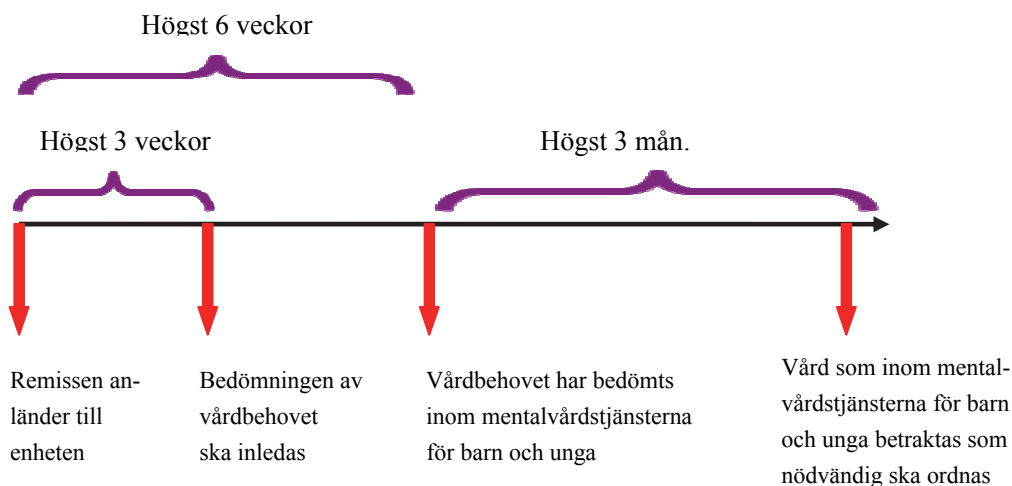 Högst 6 veckor
Högst 3 veckor
Högst 3 mån.
Remissen an-
länder till
enheten
Bedömningen av
vårdbehovet
ska inledas
Vårdbehovet har bedömts
inom mentalvårdstjänsterna
för barn och unga
Vård som inom mental-
vårdstjänsterna för barn
och unga betraktas som
nödvändig ska ordnas